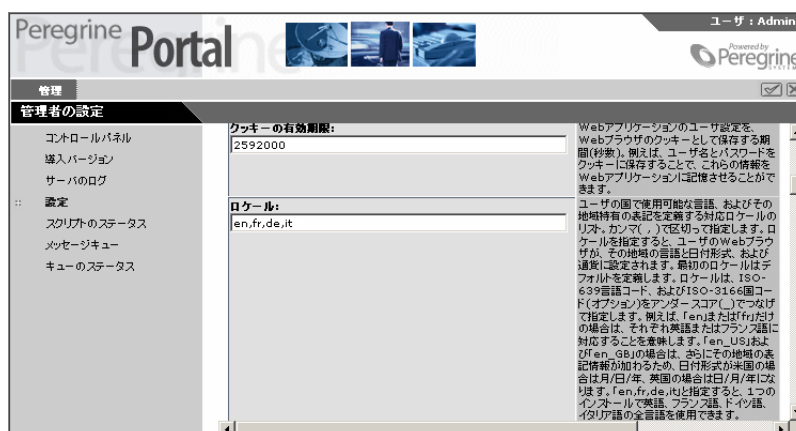 Peregrine
Portal
ユーザ : Admin
Powered by
Peregrine
SYSTEMS
管理
管理者の設定
コントロールパネル
導入バージョン
サーバのログ
設定
スクリプトのステータス
メッセージキュー
キューのステータス
クッキーの有効期限:
2592000
Webアプリケーションのユーザ設定を、
Webブラウザのクッキーとして保存する期
間(秒数)。例えば、ユーザ名とパスワードを
クッキーに保存することで、これらの情報を
Webアプリケーションに記憶させることがで
きます。
ロケール:
en,fr,de,it
ユーザの国で使用可能な言語、およびその
地域特有の表記を定義する対応ロケールの
リスト。カンマ( , )で区切って指定します。ロ
ケールを指定すると、ユーザのWebブラウ
ザが、その地域の言語と日付形式、および
通貨に設定されます。最初のロケールはデ
フォルトを定義します。ロケールは、ISO-
639言語コード、およびISO-3166国コー
ド(オプション)をアンダースコア(_)でつなげ
て指定します。例えば、「en」または「fr」だけ
の場合は、それぞれ英語またはフランス語に
対応することを意味します。「en_US」およ
び「en_GB」の場合は、さらにその地域の表
記情報が加わるため、日付形式が米国の場
合は月/日/年、英国の場合は日/月/年にな
ります。「en,fr,de,it」と指定すると、1つの
インストールで英語、フランス語、ドイツ語、
イタリア語の全言語を使用できます。